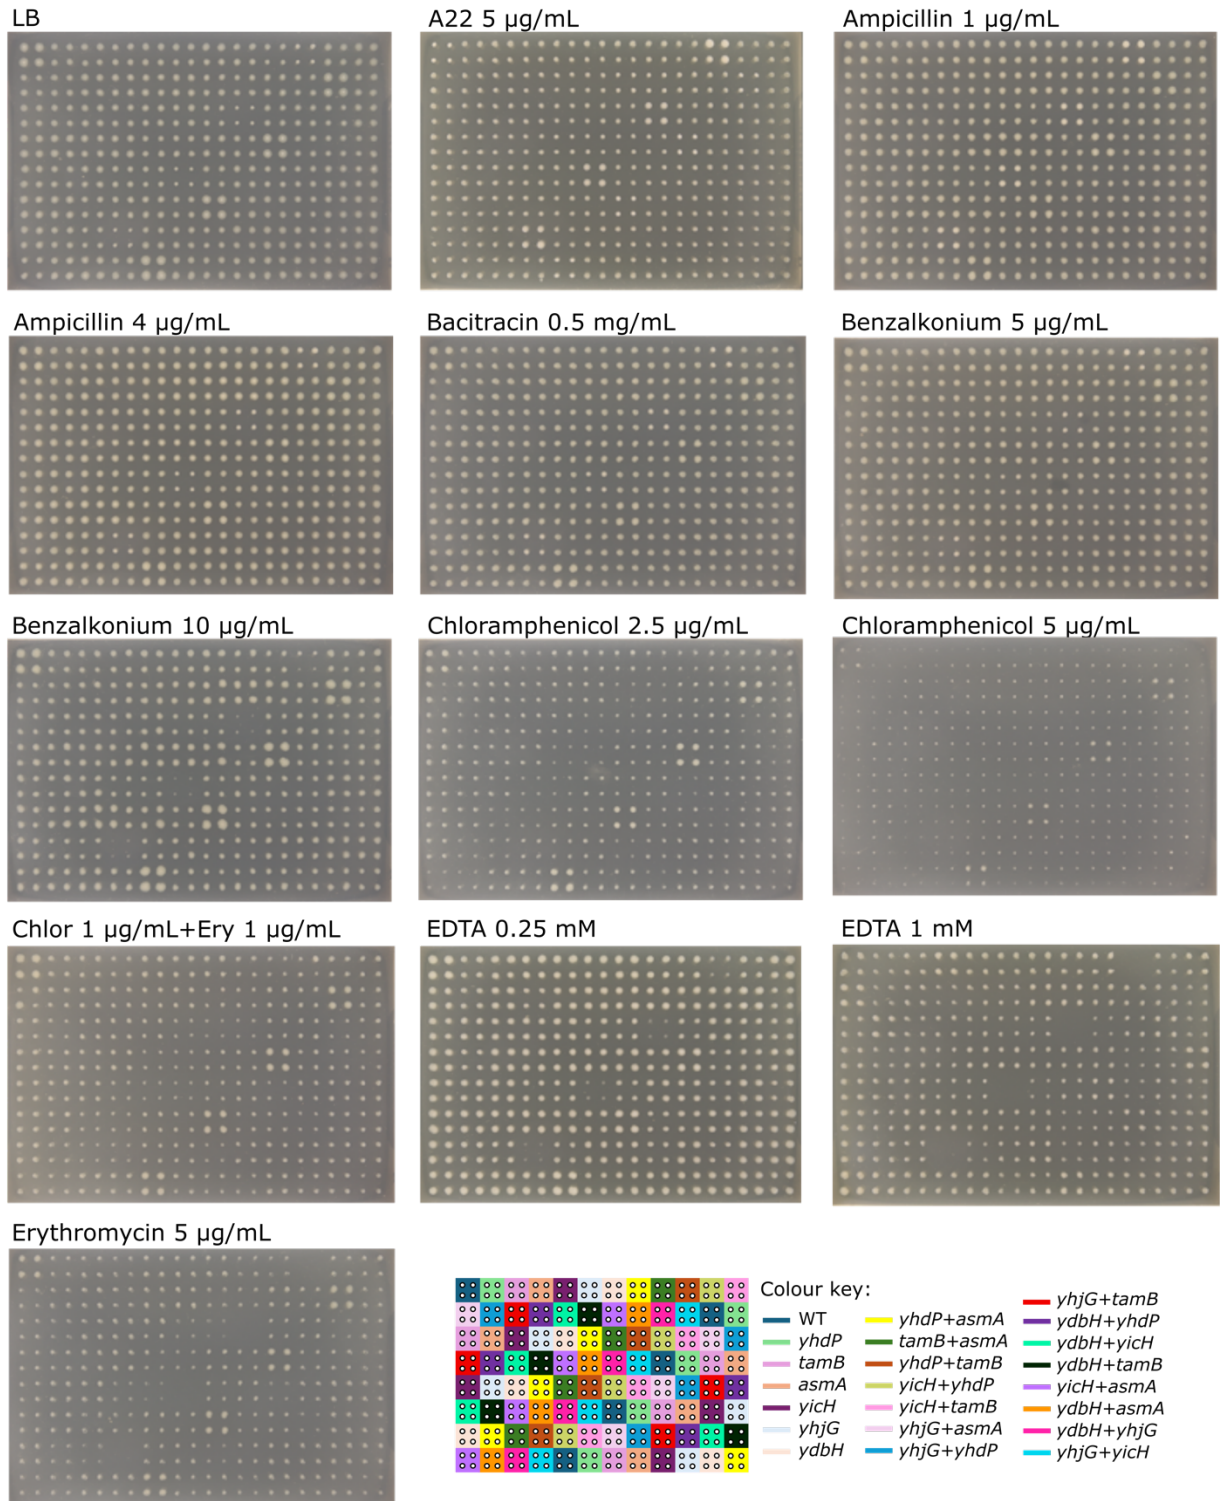 LB
A22 5 µg/mL
Ampicillin 1 µg/mL
Ampicillin 4 µg/mL
Bacitracin 0.5 mg/mL
Benzalkonium 5 µg/mL
Benzalkonium 10 µg/mL
Chloramphenicol 2.5 µg/mL
Chloramphenicol 5 µg/mL
Chlor 1 µg/mL+Ery 1 µg/mL
EDTA 0.25 mM
EDTA 1 mM
Erythromycin 5 µg/mL
Colour key:
WT
yhdP
tamB
asmA
yicH
yhjG
ydbH
yhdP+asmA
tamB+asmA
yhdP+tamB
yicH+yhdP
yicH+tamB
yhjG+asmA
yhjG+yhdP
yhjG+tamB
ydbH+yhdP
ydbH+yicH
ydbH+tamB
yicH+asmA
ydbH+asmA
ydbH+yhjG
yhjG+yicH